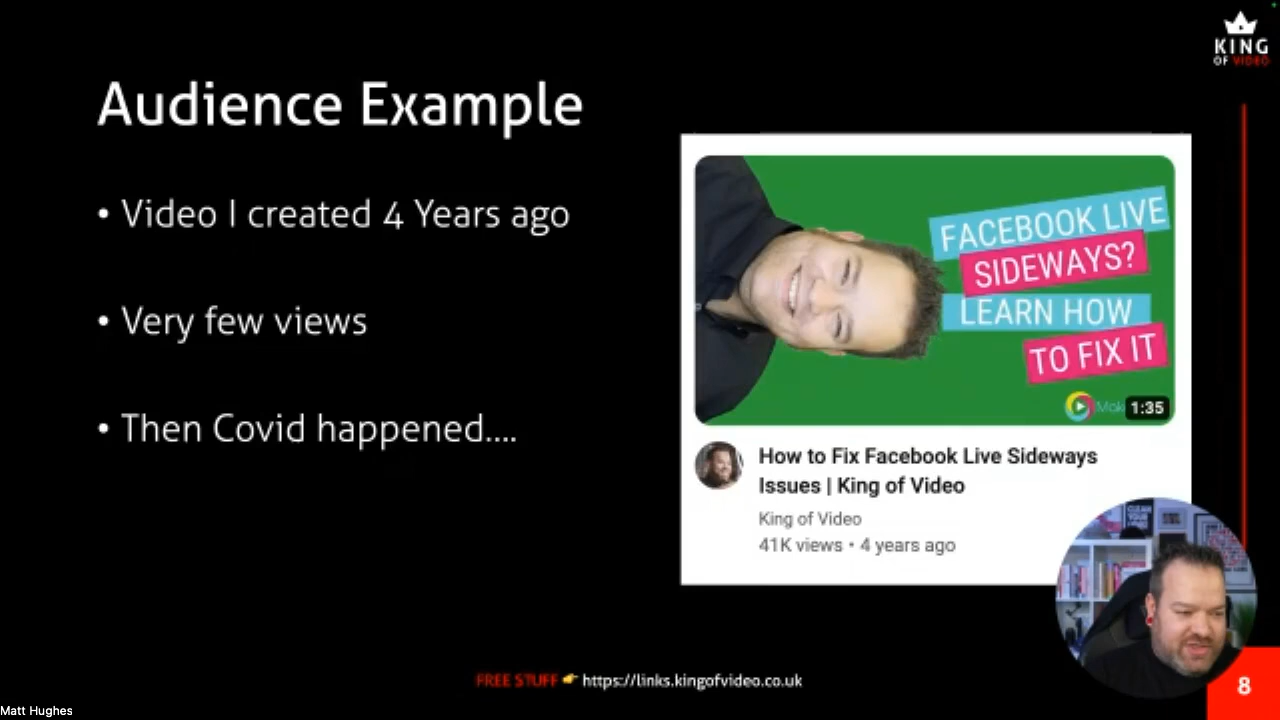 KING
OF VIDEO
Audience Example
• Video I created 4 Years ago
• Very few views
• Then Covid happened....
FACEBOOK LIVE
SIDEWAYS?
LEARN HOW
TO FIX IT
1:35
How to Fix Facebook Live Sideways
Issues | King of Video
King of Video
41K views • 4 years ago
FREE STUFF 👉 https://links.kingofvideo.co.uk
8
Matt Hughes